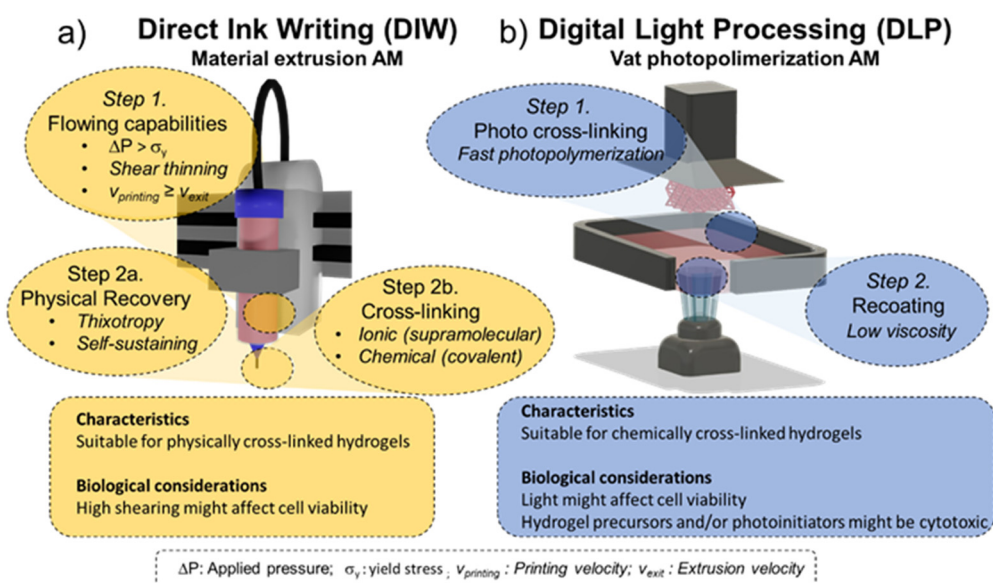 a) Direct Ink Writing (DIW)
Material extrusion AM
Step 1.
Flowing capabilities
• ΔP > σy
• Shear thinning
• vprinting ≥ vexit
Step 2a.
Physical Recovery
• Thixotropy
• Self-sustaining
Step 2b.
Cross-linking
• Ionic (supramolecular)
• Chemical (covalent)
Characteristics
Suitable for physically cross-linked hydrogels
Biological considerations
High shearing might affect cell viability
b) Digital Light Processing (DLP)
Vat photopolimerization AM
Step 1.
Photo cross-linking
Fast photopolymerization
Step 2.
Recoating
Low viscosity
Characteristics
Suitable for chemically cross-linked hydrogels
Biological considerations
Light might affect cell viability
Hydrogel precursors and/or photoinitiators might be cytotoxic
ΔP: Applied pressure; σy : yield stress ; vprinting : Printing velocity; vexit : Extrusion velocity